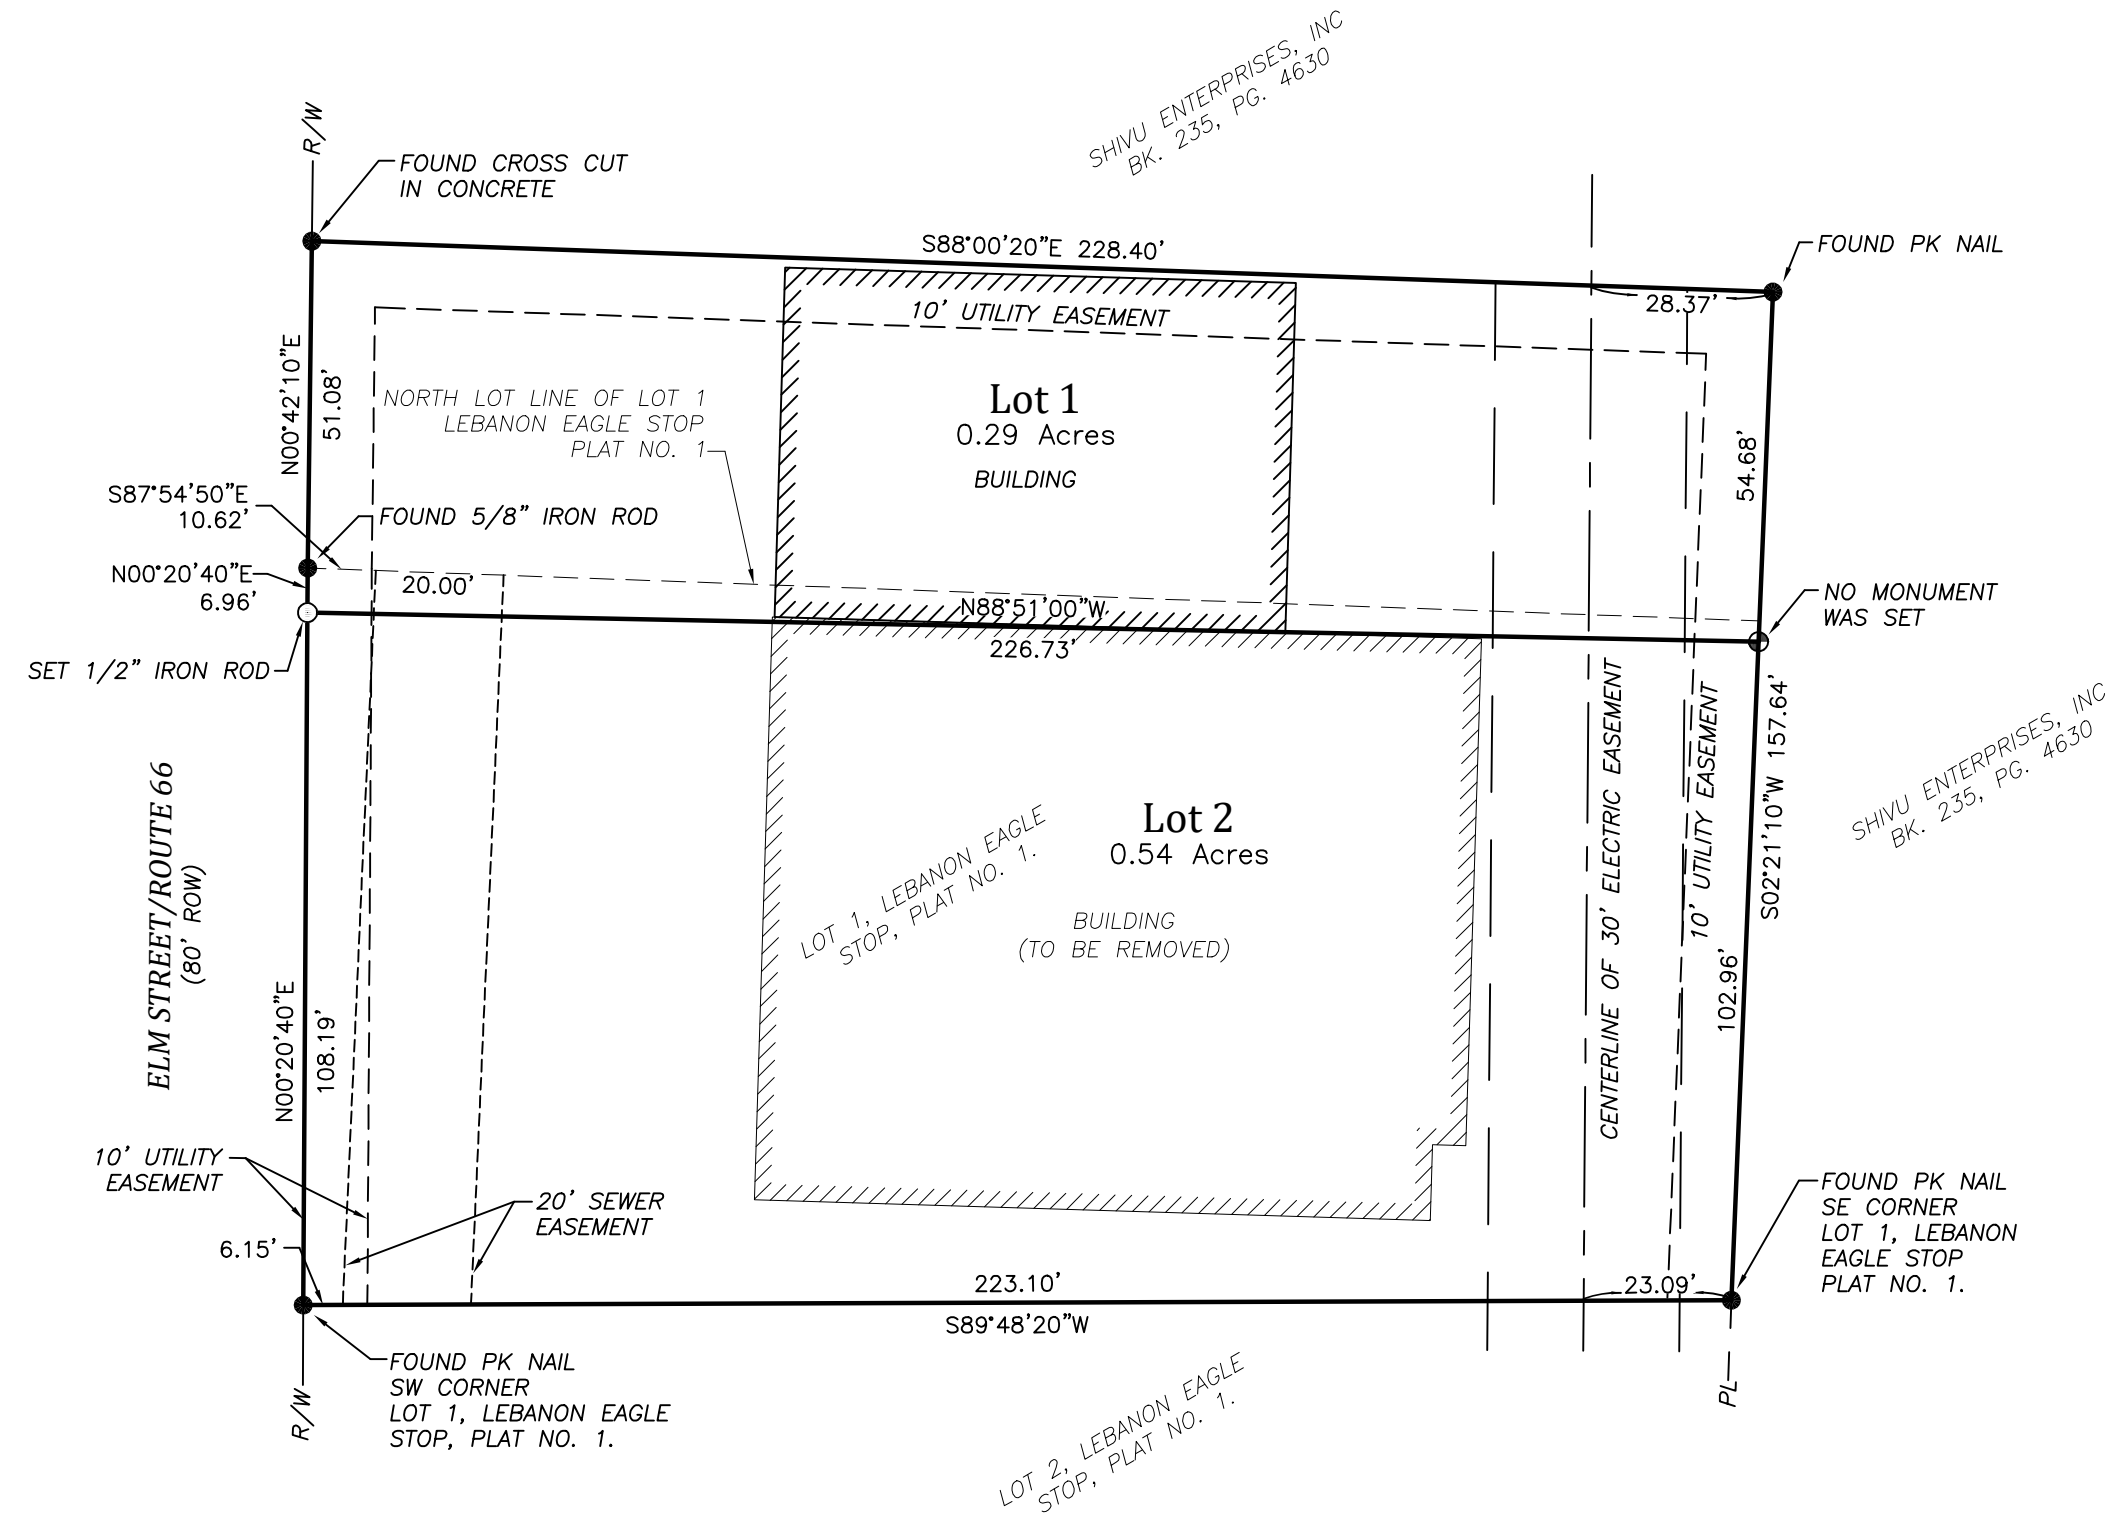 SHIVU ENTERPRISES, INC
BK. 235, PG. 4630
R/W
FOUND CROSS CUT
IN CONCRETE
S88°00'20"E 228.40'
FOUND PK NAIL
28.37'
10' UTILITY EASEMENT
N00°42'10"E
51.08'
NORTH LOT LINE OF LOT 1
LEBANON EAGLE STOP
PLAT NO. 1
Lot 1
0.29 Acres
BUILDING
54.68'
S87°54'50"E
10.62'
FOUND 5/8" IRON ROD
N00°20'40"E
6.96'
20.00'
N88°51'00"W
226.73'
NO MONUMENT
WAS SET
SET 1/2" IRON ROD
ELM STREET/ROUTE 66
(80' ROW)
LOT 1, LEBANON EAGLE
STOP, PLAT NO. 1.
Lot 2
0.54 Acres
BUILDING
(TO BE REMOVED)
CENTERLINE OF 30' ELECTRIC EASEMENT
10' UTILITY EASEMENT
S02°21'10"W 157.64'
102.96'
SHIVU ENTERPRISES, INC
BK. 235, PG. 4630
N00°20'40"E
108.19'
10' UTILITY
EASEMENT
20' SEWER
EASEMENT
6.15'
223.10'
S89°48'20"W
23.09'
FOUND PK NAIL
SE CORNER
LOT 1, LEBANON
EAGLE STOP
PLAT NO. 1.
FOUND PK NAIL
SW CORNER
LOT 1, LEBANON EAGLE
STOP, PLAT NO. 1.
R/W
LOT 2, LEBANON EAGLE
STOP, PLAT NO. 1.
PL